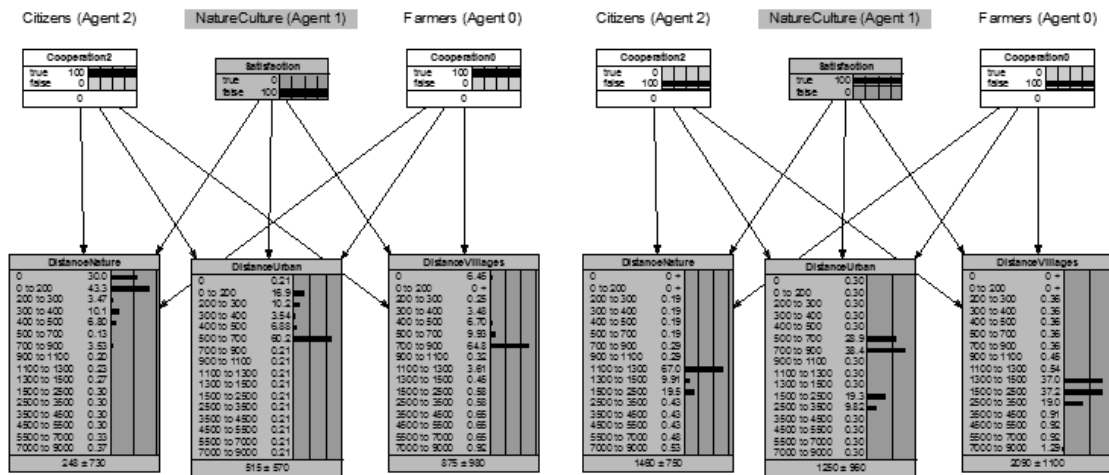 Citizens (Agent 2)
NatureCulture (Agent 1)
Farmers (Agent 0)
Cooperation2
true 100
false 0
0
Satisfaction
true 0
false 100
Cooperation0
true 100
false 0
0
DistanceNature
0 30.0
0 to 200 43.3
200 to 300 3.47
300 to 400 10.1
400 to 500 6.80
500 to 700 0.13
700 to 900 3.53
900 to 1100 0.20
1100 to 1300 0.23
1300 to 1500 0.27
1500 to 2500 0.30
2500 to 3500 0.30
3500 to 4500 0.30
4500 to 5500 0.30
5500 to 7000 0.33
7000 to 9000 0.37
248 ± 730
DistanceUrban
0 0.21
0 to 200 16.9
200 to 300 10.2
300 to 400 3.54
400 to 500 6.88
500 to 700 60.2
700 to 900 0.21
900 to 1100 0.21
1100 to 1300 0.21
1300 to 1500 0.21
1500 to 2500 0.21
2500 to 3500 0.21
3500 to 4500 0.21
4500 to 5500 0.21
5500 to 7000 0.21
7000 to 9000 0.21
515 ± 570
DistanceVillages
0 6.45
0 to 200 0 +
200 to 300 0.25
300 to 400 3.48
400 to 500 6.70
500 to 700 9.93
700 to 900 64.8
900 to 1100 0.32
1100 to 1300 3.61
1300 to 1500 0.45
1500 to 2500 0.58
2500 to 3500 0.58
3500 to 4500 0.65
4500 to 5500 0.65
5500 to 7000 0.65
7000 to 9000 0.92
875 ± 980
Citizens (Agent 2)
NatureCulture (Agent 1)
Farmers (Agent 0)
Cooperation2
true 0
false 100
0
Satisfaction
true 100
false 0
Cooperation0
true 0
false 100
0
DistanceNature
0 0 +
0 to 200 0 +
200 to 300 0.19
300 to 400 0.19
400 to 500 0.19
500 to 700 0.19
700 to 900 0.29
900 to 1100 0.29
1100 to 1300 67.0
1300 to 1500 9.91
1500 to 2500 19.5
2500 to 3500 0.43
3500 to 4500 0.43
4500 to 5500 0.43
5500 to 7000 0.48
7000 to 9000 0.53
1460 ± 750
DistanceUrban
0 0.30
0 to 200 0.30
200 to 300 0.30
300 to 400 0.30
400 to 500 0.30
500 to 700 28.9
700 to 900 38.4
900 to 1100 0.30
1100 to 1300 0.30
1300 to 1500 0.30
1500 to 2500 19.3
2500 to 3500 9.82
3500 to 4500 0.30
4500 to 5500 0.30
5500 to 7000 0.30
7000 to 9000 0.30
1250 ± 960
DistanceVillages
0 0 +
0 to 200 0 +
200 to 300 0.36
300 to 400 0.36
400 to 500 0.36
500 to 700 0.36
700 to 900 0.36
900 to 1100 0.45
1100 to 1300 0.54
1300 to 1500 37.0
1500 to 2500 37.2
2500 to 3500 19.0
3500 to 4500 0.91
4500 to 5500 0.92
5500 to 7000 0.92
7000 to 9000 1.29
2090 ± 1100